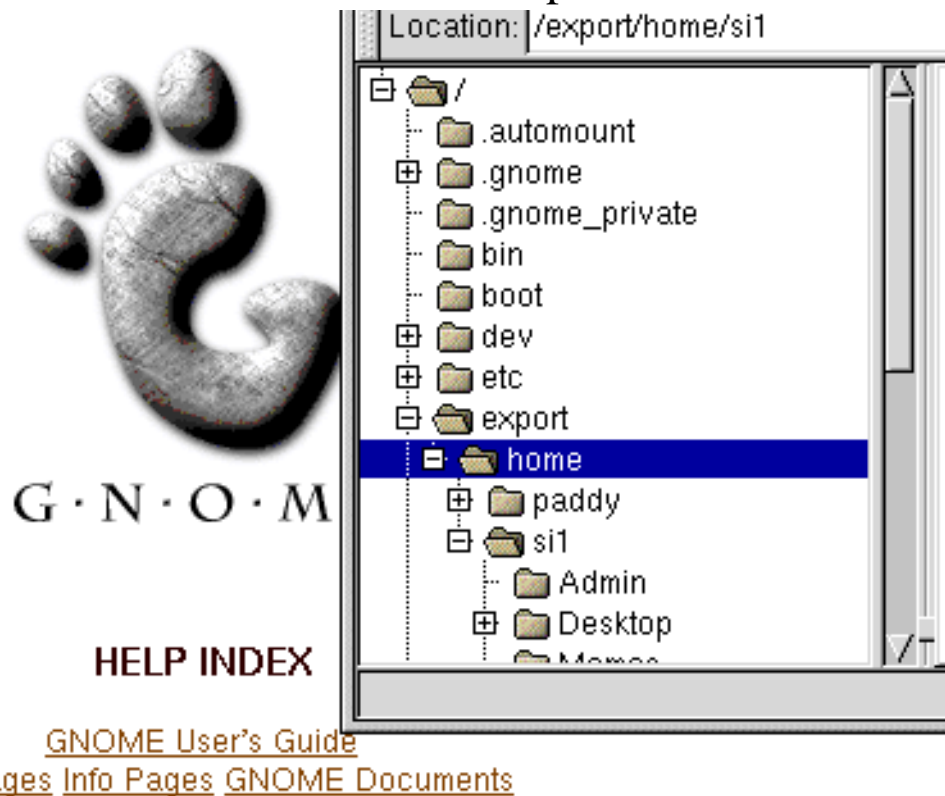 Location: /export/home/si1
/
.automount
.gnome
.gnome_private
bin
boot
dev
etc
export
home
paddy
si1
Admin
Desktop
G·N·O·M
HELP INDEX
GNOME User's Guide
Info Pages GNOME Documents